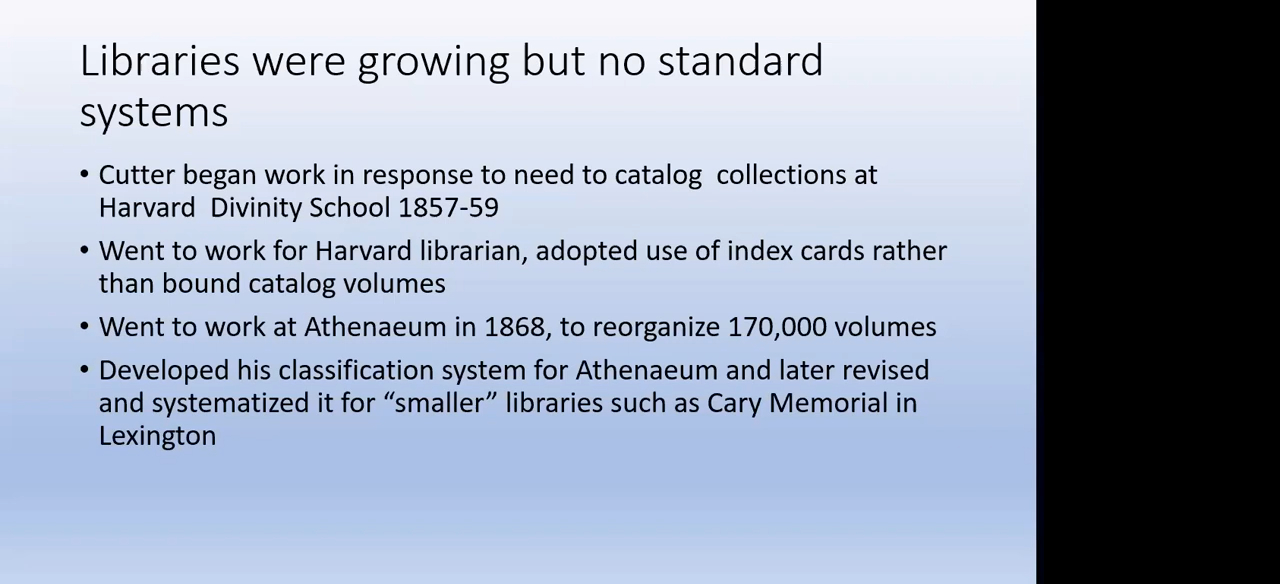 Libraries were growing but no standard
systems
• Cutter began work in response to need to catalog  collections at
Harvard  Divinity School 1857-59
• Went to work for Harvard librarian, adopted use of index cards rather
than bound catalog volumes
• Went to work at Athenaeum in 1868, to reorganize 170,000 volumes
• Developed his classification system for Athenaeum and later revised
and systematized it for “smaller” libraries such as Cary Memorial in
Lexington